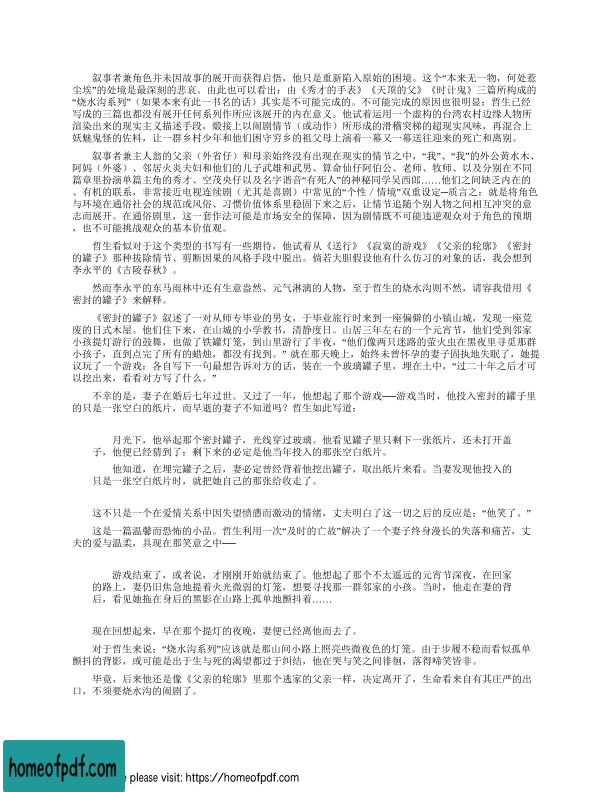 叙事者兼角色并未因故事的展开而获得启悟，他只是重新陷入原始的困境。这个“本来无一物，何处惹
尘埃”的处境是最深刻的悲哀。由此也可以看出：由《秀才的手表》《天顶的父》《时计鬼》三篇所构成的
“烧水沟系列”（如果本来有此一书名的话）其实是不可能完成的。不可能完成的原因也很明显：哲生已经
写成的三篇也都没有展开任何系列作所应该展开的内在意义。他试着运用一个虚构的台湾农村边缘人物所
渲染出来的现实主义描述手段，煅接上以闹剧情节（或动作）所形成的滑稽突梯的超现实风味，再混合上
妖魅鬼怪的佐料，让一群乡村少年和他们困守穷乡的祖父母上演着一幕又一幕送往迎来的死亡和离别。
叙事者兼主人翁的父亲（外省仔）和母亲始终没有出现在现实的情节之中，“我”、“我”的外公黄水木、
阿妈（外婆）、邻居火炎夫妇和他们的儿子武雄和武男、算命仙仔阿伯公、老师、牧师、以及分别在不同
篇章里扮演单篇主角的秀才、空茂央仔以及名字谐音“有死人”的神秘同学吴西郎……他们之间缺乏内在的
、有机的联系，非常接近电视连续剧（尤其是喜剧）中常见的“个性／情境”双重设定─质言之：就是将角色
与环境在通俗社会的规范或风俗、习惯价值体系里稳固下来之后，让情节追随个别人物之间相互冲突的意
志而展开。在通俗剧里，这一套作法可能是市场安全的保障，因为剧情既不可能违逆观众对于角色的预期
，也不可能挑战观众的基本价值观。
哲生看似对于这个类型的书写有一些期待，他试着从《送行》《寂寞的游戏》《父亲的轮廓》《密封
的罐子》那种拔除情节、剪断因果的风格手段中脱出。倘若大胆假设他有什么仿习的对象的话，我会想到
李永平的《吉陵春秋》。
然而李永平的东马雨林中还有生意盎然、元气淋漓的人物，至于哲生的烧水沟则不然，请容我借用《
密封的罐子》来解释。
《密封的罐子》叙述了一对从师专毕业的男女，于毕业旅行时来到一座偏僻的小镇山城，发现一座荒
废的日式木屋。他们住下来，在山城的小学教书，清静度日。山居三年左右的一个元宵节，他们受到邻家
小孩提灯游行的鼓舞，也做了铁罐灯笼，到山里游行了半夜，“他们像两只迷路的萤火虫在黑夜里寻觅那群
小孩子，直到点完了所有的蜡烛，都没有找到。”就在那天晚上，始终未曾怀孕的妻子固执地失眠了，她提
议玩了一个游戏：各自写下一句最想告诉对方的话，装在一个玻璃罐子里，埋在土中，“过二十年之后才可
以挖出来，看看对方写了什么。”
不幸的是，妻子在婚后七年过世。又过了一年，他想起了那个游戏──游戏当时，他投入密封的罐子里
的只是一张空白的纸片，而早逝的妻子不知道吗？哲生如此写道：
月光下，他举起那个密封罐子，光线穿过玻璃。他看见罐子里只剩下一张纸片，还未打开盖
子，他便已经猜到了：剩下来的必定是他当年投入的那张空白纸片。
他知道，在埋完罐子之后，妻必定曾经背着他挖出罐子，取出纸片来看。当妻发现他投入的
只是一张空白纸片时，就把她自己的那张给收走了。
这不只是一个在爱情关系中因失望愤懑而激动的情绪，丈夫明白了这一切之后的反应是：“他笑了。”
这是一篇温馨而恐怖的小品。哲生利用一次“及时的亡故”解决了一个妻子终身漫长的失落和痛苦，丈
夫的爱与温柔，具现在那笑意之中──
游戏结束了，或者说，才刚刚开始就结束了。他想起了那个不太遥远的元宵节深夜，在回家
的路上，妻仍旧焦急地提着火光微弱的灯笼，想要寻找那一群邻家的小孩。当时，他走在妻的背
后，看见她拖在身后的黑影在山路上孤单地颤抖着……
现在回想起来，早在那个提灯的夜晚，妻便已经离他而去了。
对于哲生来说：“烧水沟系列”应该就是那山间小路上照亮些微夜色的灯笼。由于步履不稳而看似孤单
颤抖的背影，或可能是出于生与死的渴望都过于纠结，他在哭与笑之间徘徊，落得啼笑皆非。
毕竟，后来他还是像《父亲的轮廓》里那个逃家的父亲一样，决定离开了，生命看来自有其庄严的出
口，不须要烧水沟的闹剧了。
homeofpdf.com
e please visit: https://homeofpdf.com